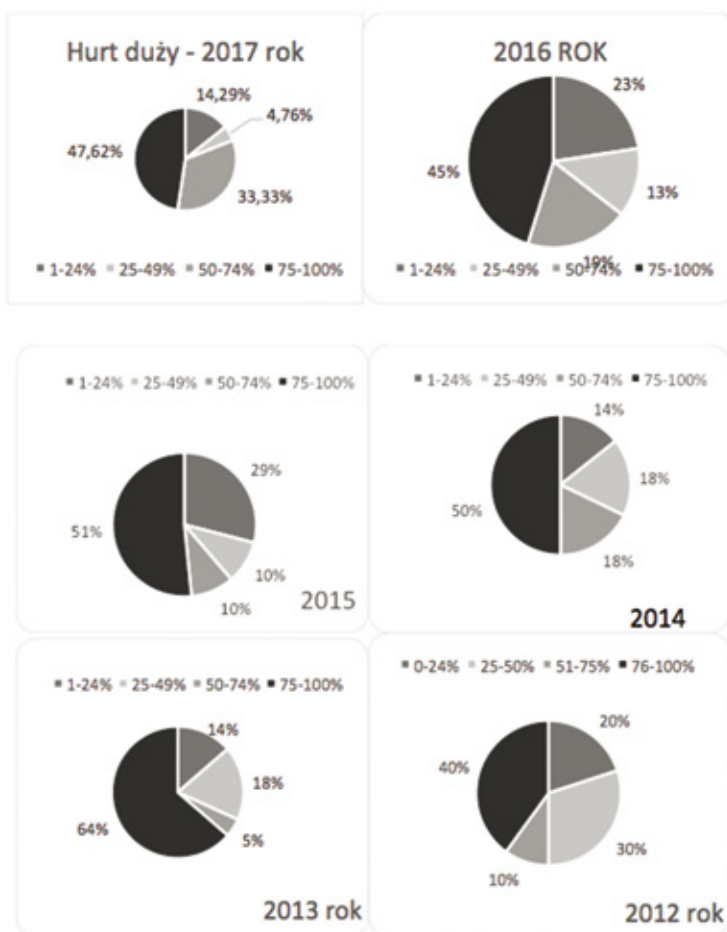 Hurt duży - 2017 rok
14,29%
4,76%
47,62%
33,33%
1-24% 25-49% 50-74% 75-100%
2016 ROK
23%
45%
13%
19%
1-24% 25-49% 50-74% 75-100%
1-24% 25-49% 50-74% 75-100%
29%
51%
10%
10%
2015
1-24% 25-49% 50-74% 75-100%
14%
50%
18%
18%
2014
1-24% 25-49% 50-74% 75-100%
14%
18%
64%
5%
2013 rok
0-24% 25-50% 51-75% 76-100%
20%
40%
30%
10%
2012 rok